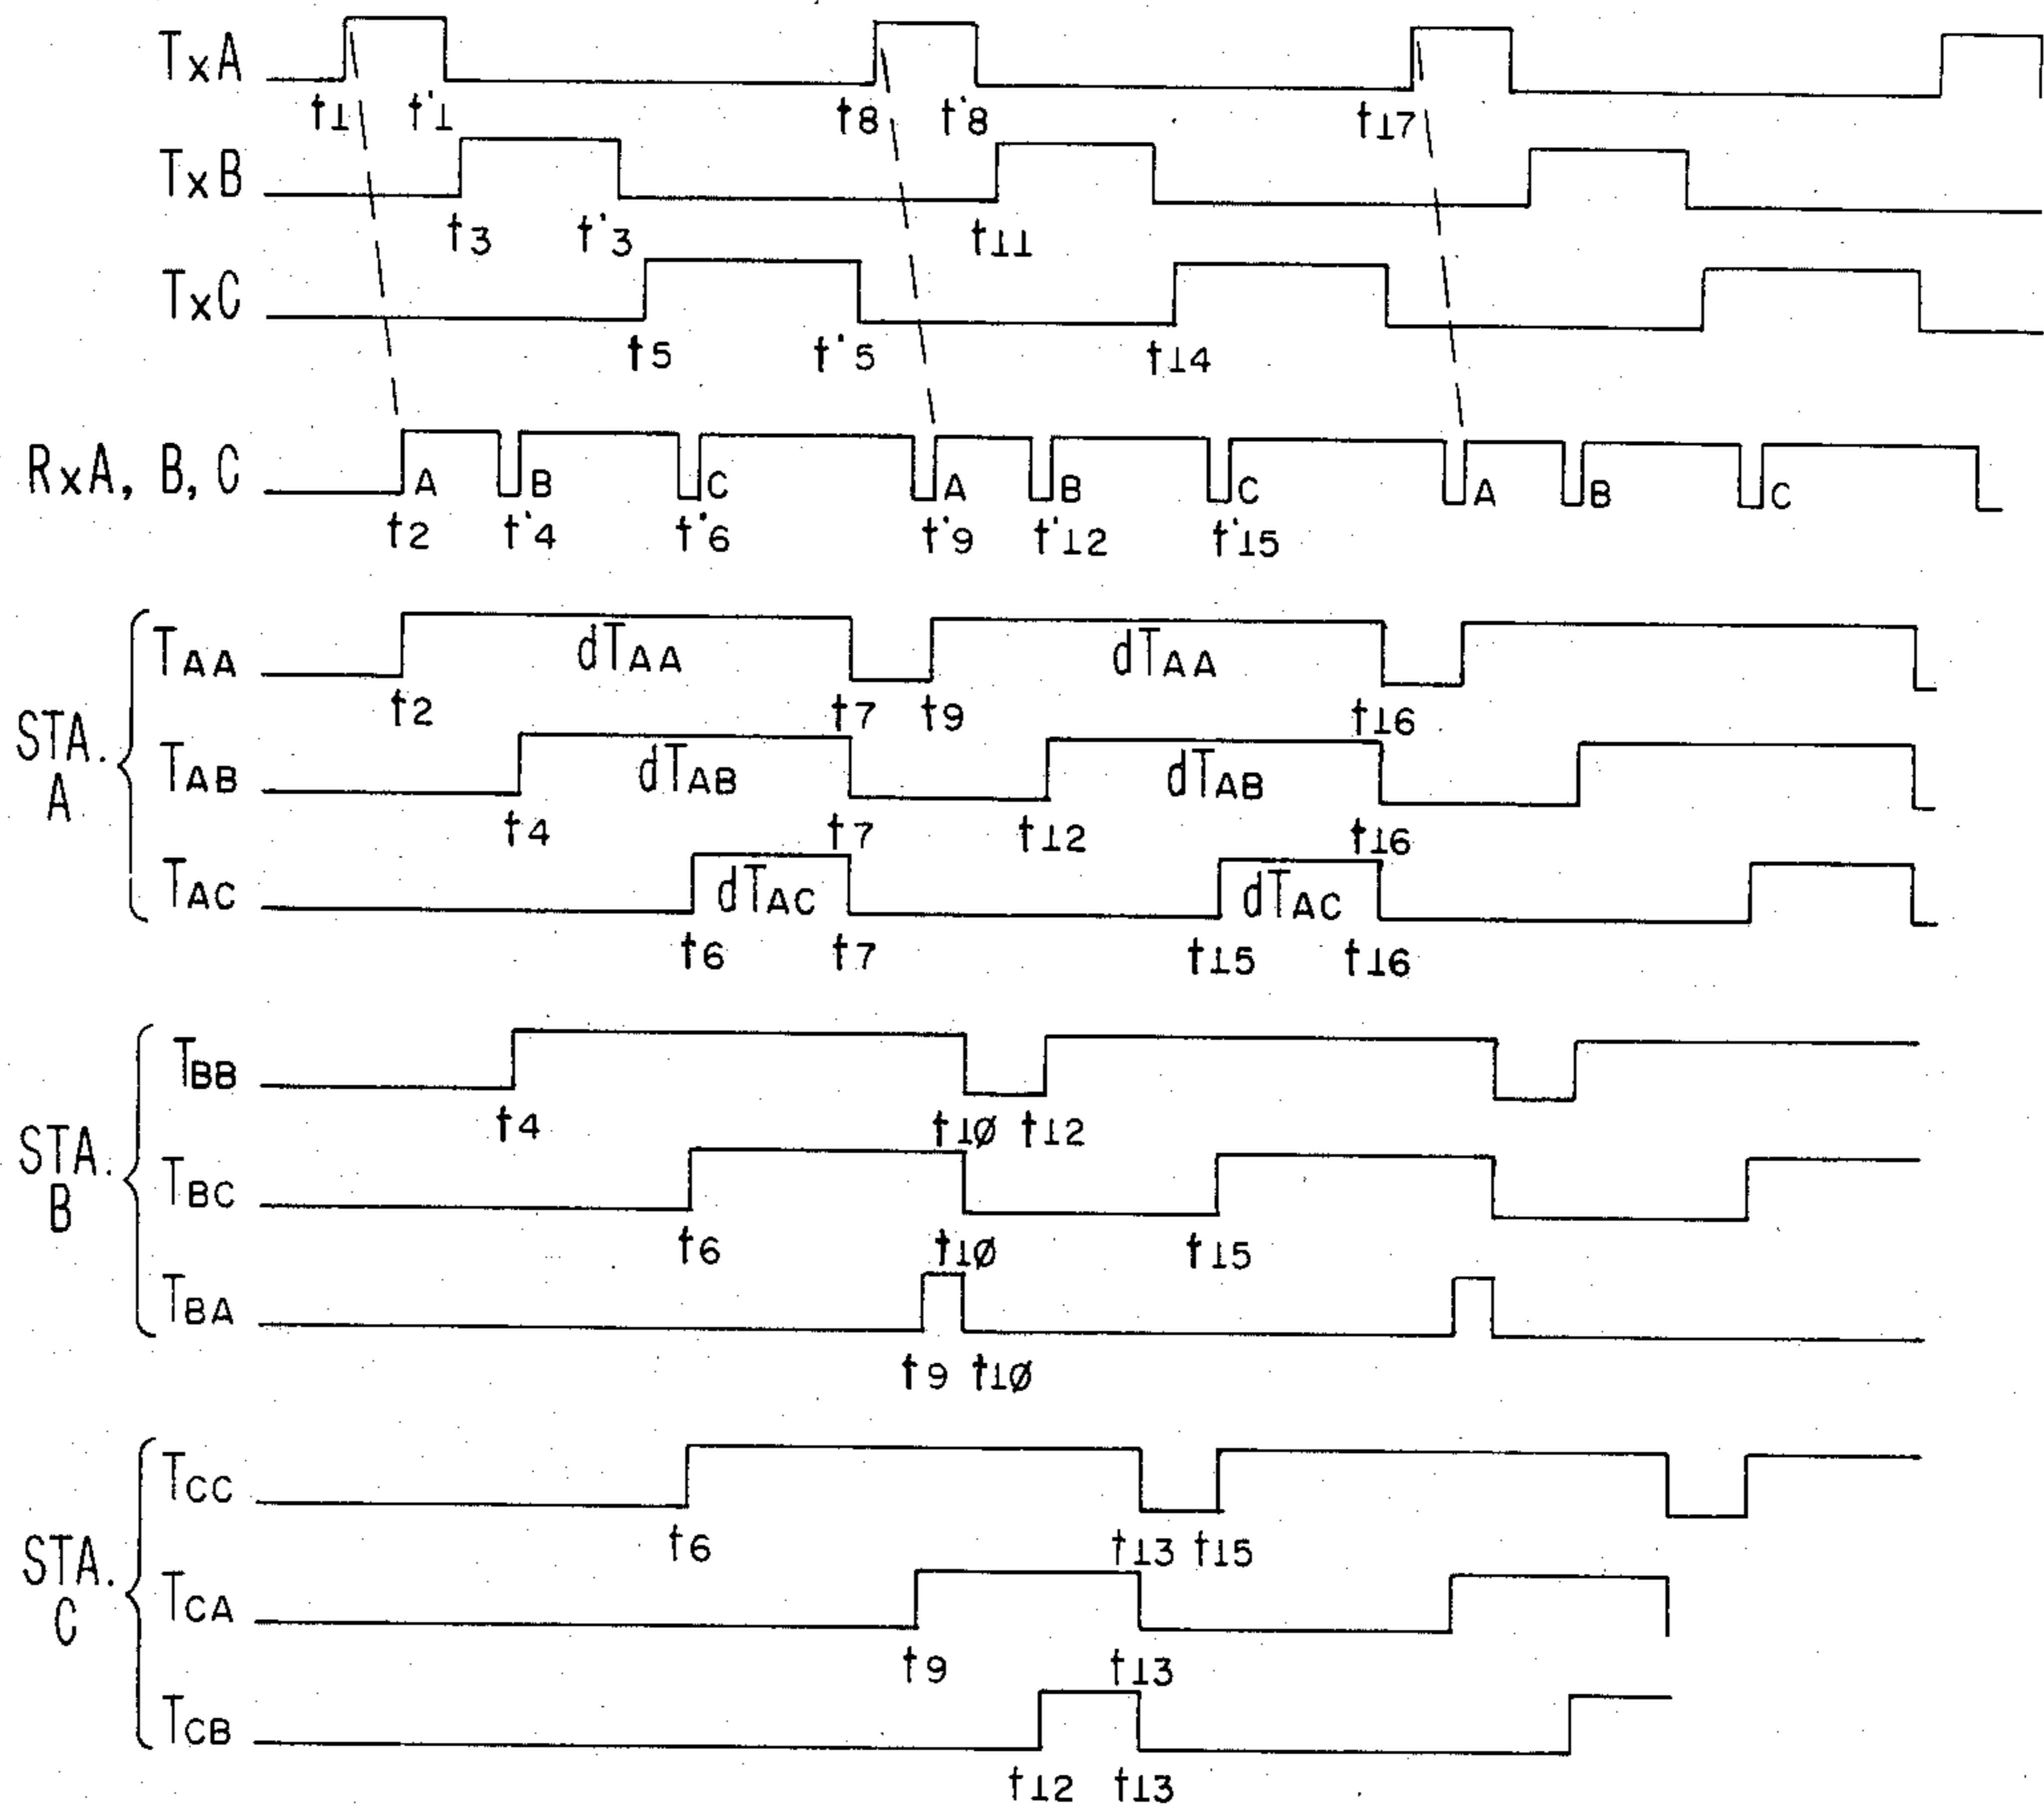 TxA
t1 t'1 t8 t'8 t17
TxB
t3 t'3 t11
TxC
t5 t'5 t14
RxA, B, C A B C A B C A B C
t2 t'4 t'6 t'9 t'12 t'15
STA. A
TAA dTAA dTAA
t2 t7 t9 t16
TAB dTAB dTAB
t4 t7 t12 t16
TAC dTAC dTAC
t6 t7 t15 t16
STA. B
TBB
t4 t1Ø t12
TBC
t6 t1Ø t15
TBA
t9 t1Ø
STA. C
TCC
t6 t13 t15
TCA
t9 t13
TCB
t12 t13